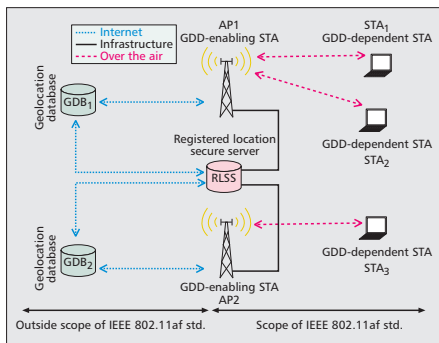 Internet
Infrastructure
Over the air
AP1
GDD-enabling STA
STA1
GDD-dependent STA
Geolocation
database
GDB1
GDD-dependent STA
STA2
Registered location
secure server
RLSS
Geolocation
database
GDB2
GDD-dependent STA
STA3
GDD-enabling STA
AP2
Outside scope of IEEE 802.11af std.
Scope of IEEE 802.11af std.